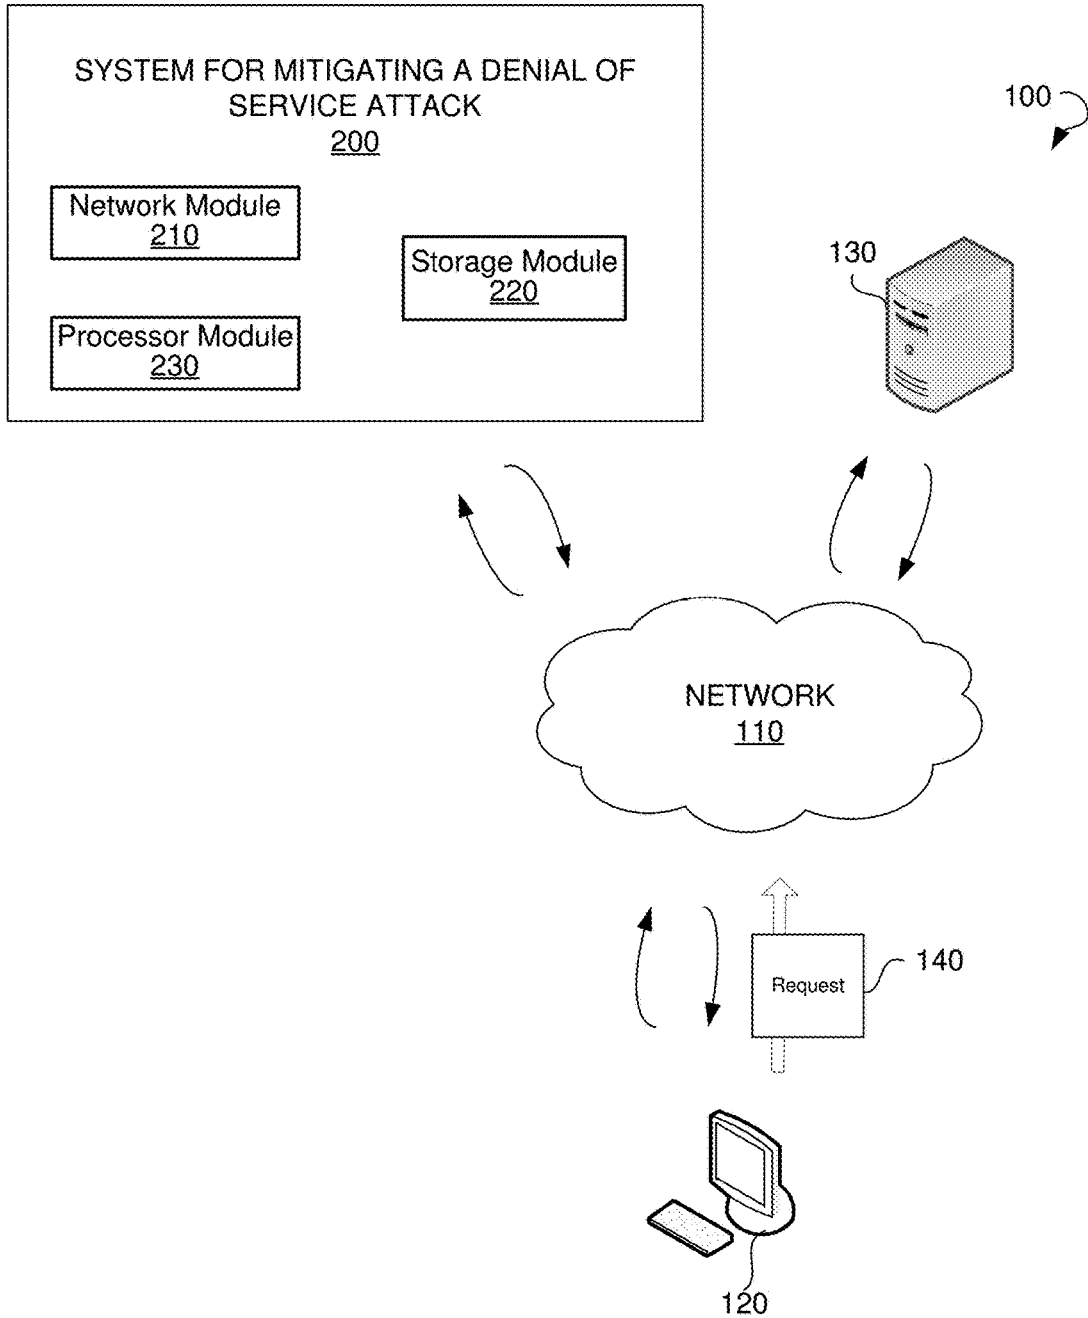 SYSTEM FOR MITIGATING A DENIAL OF
SERVICE ATTACK
200
100
Network Module
210
Storage Module
220
130
Processor Module
230
NETWORK
110
140
Request
120